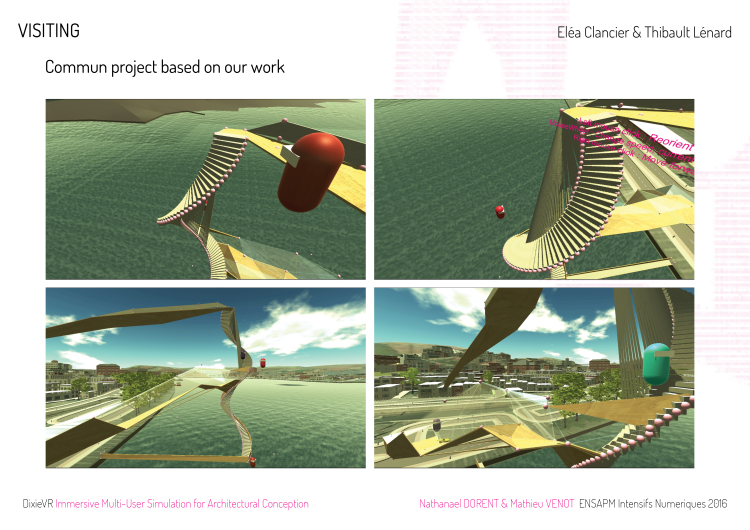 VISITING
Eléa Clancier & Thibault Lénard
Commun project based on our work
Reorient
DixieVR Immersive Multi-User Simulation for Architectural Conception
Nathanael DORENT & Mathieu VENOT ENSAPM Intensifs Numeriques 2016